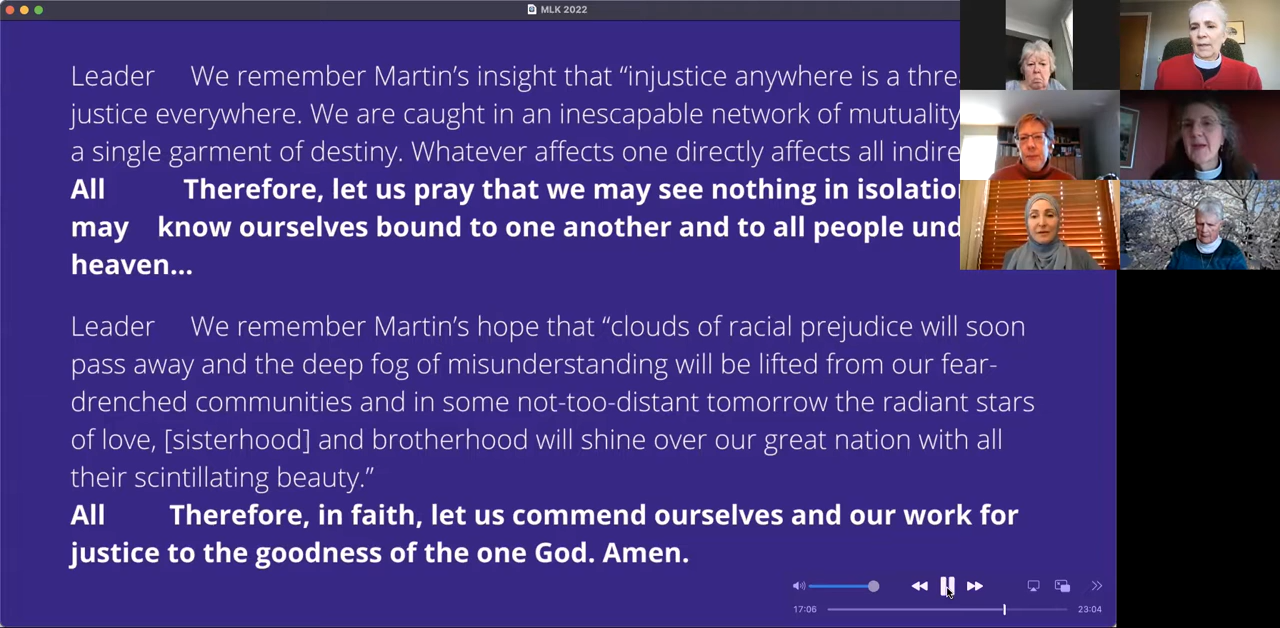 MLK 2022
Leader We remember Martin's insight that “injustice anywhere is a
justice everywhere. We are caught in an inescapable network of mutuality
a single garment of destiny. Whatever affects one directly affects all
All Therefore, let us pray that we may see nothing in
may know ourselves bound to one another and to all people
heaven...
Leader We remember Martin's hope that “clouds of racial prejudice will soon
pass away and the deep fog of misunderstanding will be lifted from our fear-
drenched communities and in some not-too-distant tomorrow the radiant stars
of love, [sisterhood] and brotherhood will shine over our great nation with all
their scintillating beauty.”
All Therefore, in faith, let us commend ourselves and our work for
justice to the goodness of the one God. Amen.
17:06 23:04